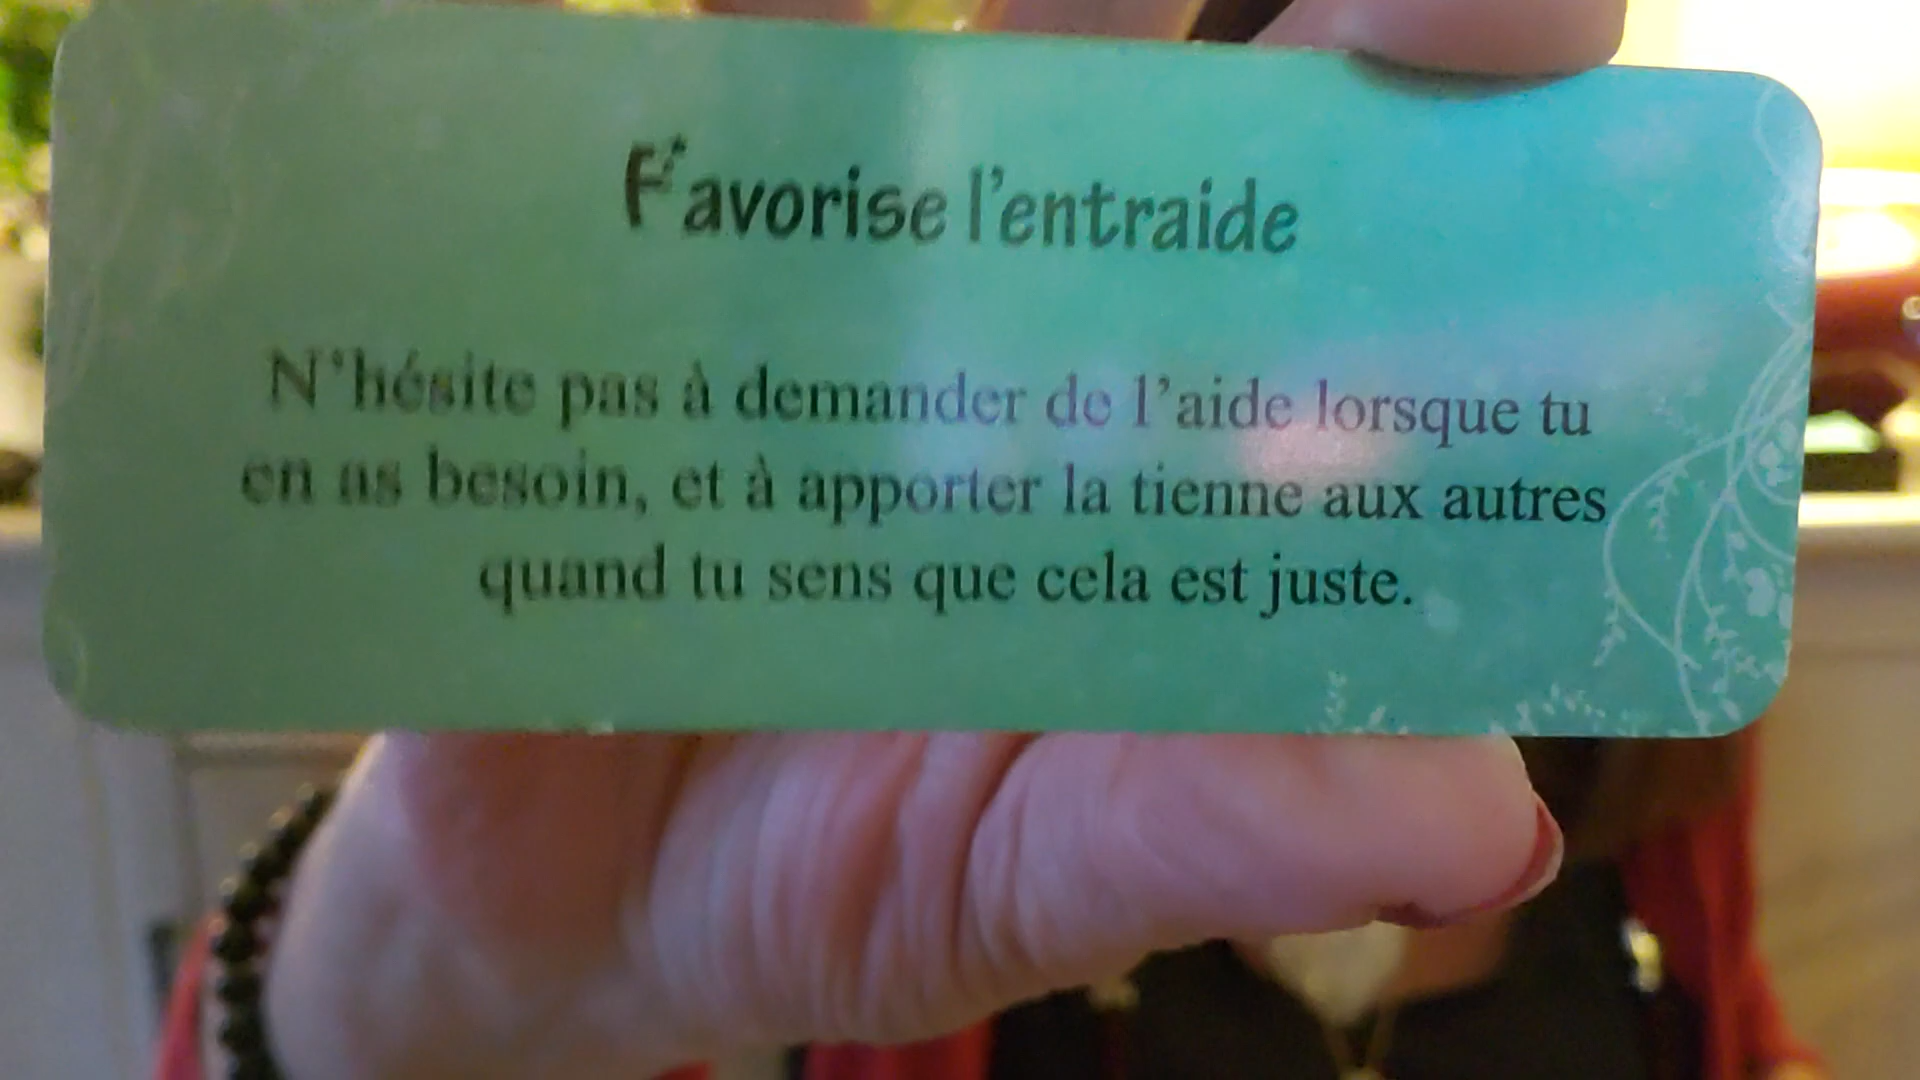 Favorise l'entraide
N'hésite pas à demander de l'aide lorsque tu
en as besoin, et à apporter la tienne aux autres
quand tu sens que cela est juste.